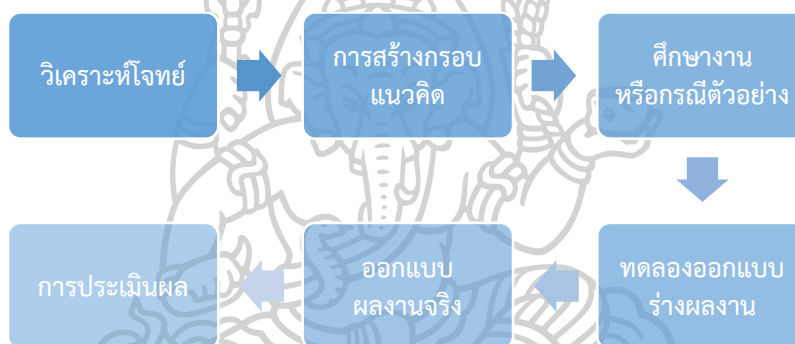 วิเคราะห์โจทย์
การสร้างกรอบ
แนวคิด
ศึกษางาน
หรือกรณีตัวอย่าง
ทดลองออกแบบ
ร่างผลงาน
ออกแบบ
ผลงานจริง
การประเมินผล